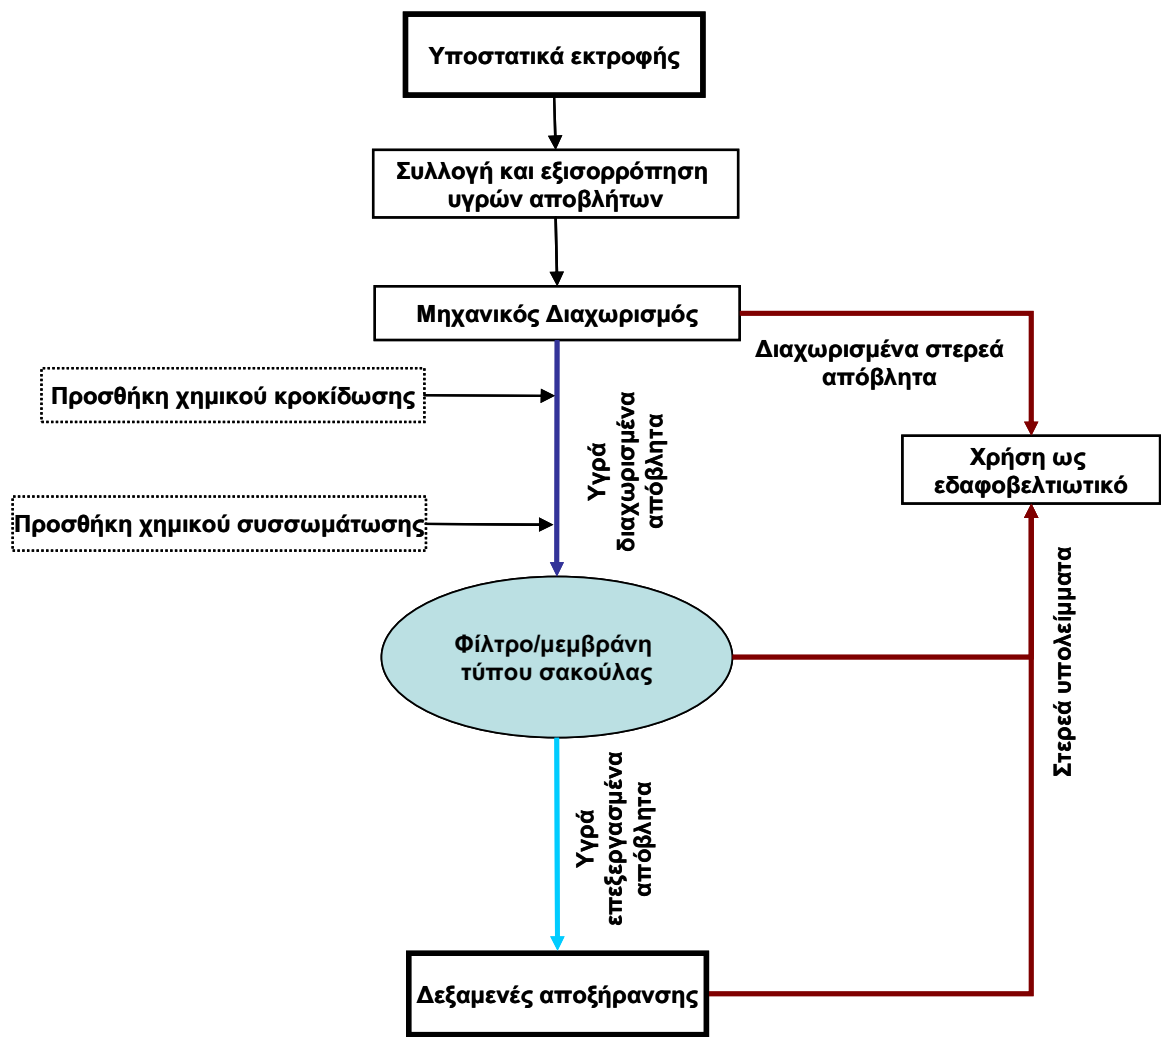 Υποστατικά εκτροφής
Συλλογή και εξισορρόπηση
υγρών αποβλήτων
Μηχανικός Διαχωρισμός
Διαχωρισμένα στερεά
απόβλητα
Προσθήκη χημικού κροκίδωσης
Υγρά
διαχωρισμένα
απόβλητα
Χρήση ως
εδαφοβελτιωτικό
Προσθήκη χημικού συσσωμάτωσης
Φίλτρο/μεμβράνη
τύπου σακούλας
Στερεά υπολείμματα
Υγρά
επεξεργασμένα
απόβλητα
Δεξαμενές αποξήρανσης